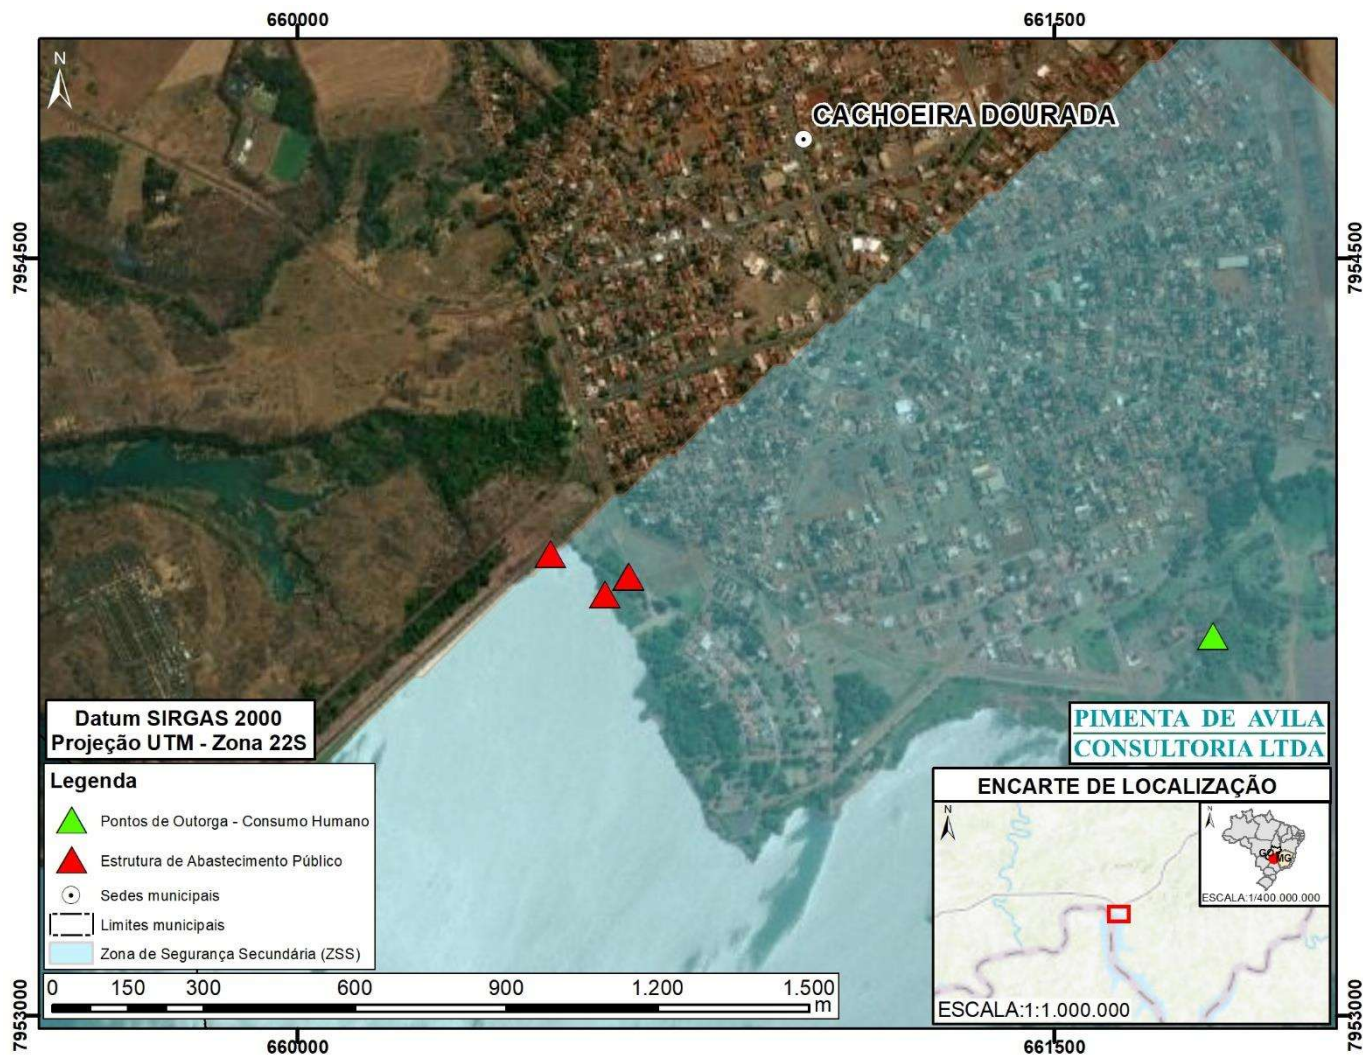 660000
661500
N
CACHOEIRA DOURADA
7954500
7954500
Datum SIRGAS 2000
Projeção UTM - Zona 22S
PIMENTA DE AVILA
CONSULTORIA LTDA
Legenda
Pontos de Outorga - Consumo Humano
Estrutura de Abastecimento Público
Sedes municipais
Limites municipais
Zona de Segurança Secundária (ZSS)
0 150 300 600 900 1.200 1.500
m
ENCARTE DE LOCALIZAÇÃO
N
N
GO
MG
ESCALA:1/400.000.000
ESCALA:1:1.000.000
7953000
7953000
660000
661500